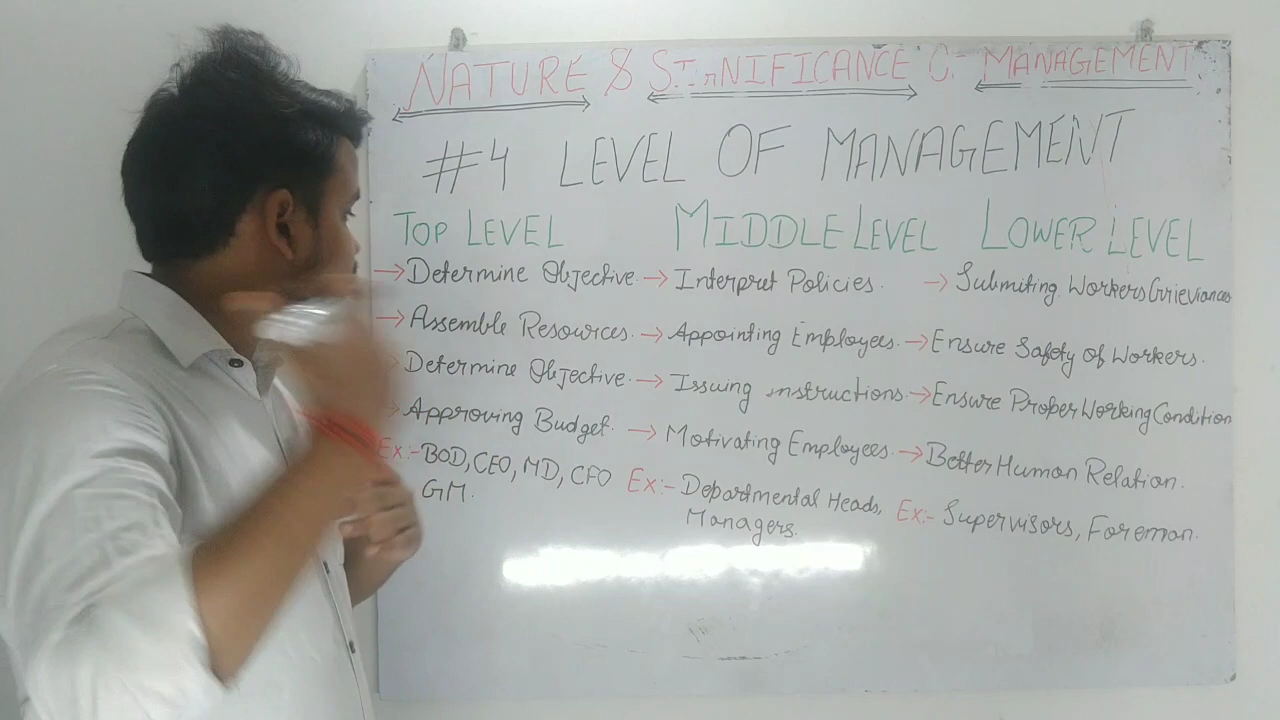 NATURE & SIGNIFICANCE OF MANAGEMENT
#4 LEVEL OF MANAGEMENT
TOP LEVEL
→Determine Objective.
→Assemble Resources.
Determine Objective.
Approving Budget.
Ex:-BOD, CEO, MD, CFO
GM.
MIDDLE LEVEL
→Interpret Policies.
→Appointing Employees.
→Issuing instructions.
→Motivating Employees.
Ex:-Departmental Heads,
Managers.
LOWER LEVEL
→Submiting Workers Grieviances
→Ensure Safety of Workers.
→Ensure Proper Working Condition
→Better Human Relation.
Ex:-Supervisors, Foreman.